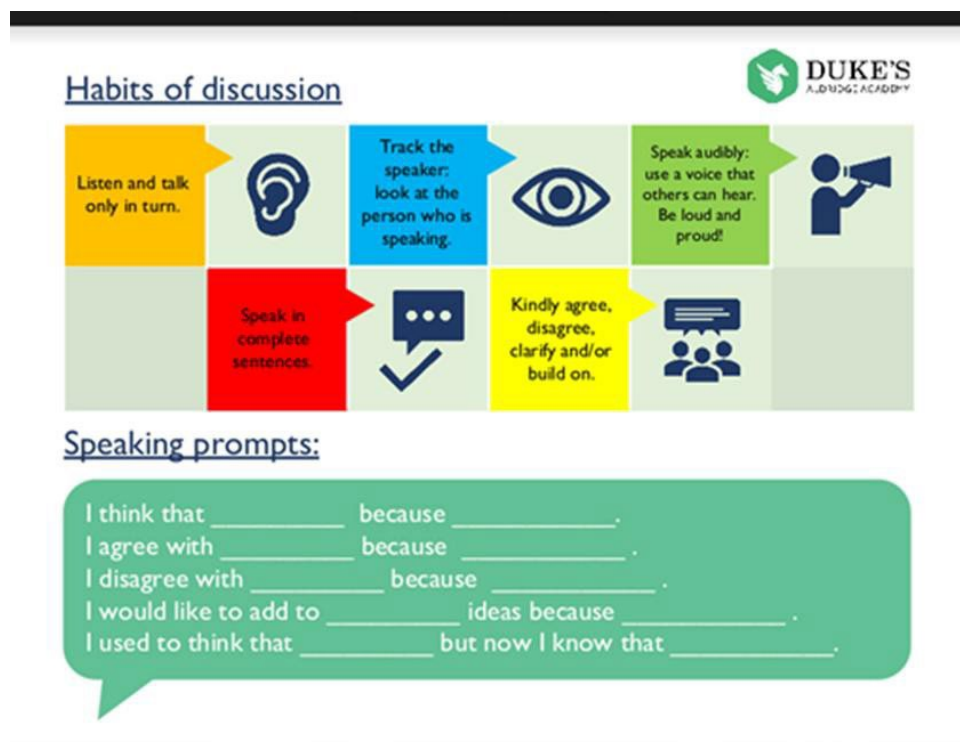 Habits of discussion
DUKE'S
ALDRIDGE ACADEMY
Listen and talk
only in turn.
Track the
speaker:
look at the
person who is
speaking.
Speak audibly:
use a voice that
others can hear.
Be loud and
proud!
Speak in
complete
sentences.
Kindly agree,
disagree,
clarify and/or
build on.
Speaking prompts:
I think that __________ because ____________.
I agree with __________ because ____________ .
I disagree with __________ because ____________ .
I would like to add to __________ ideas because ____________ .
I used to think that __________ but now I know that ____________.